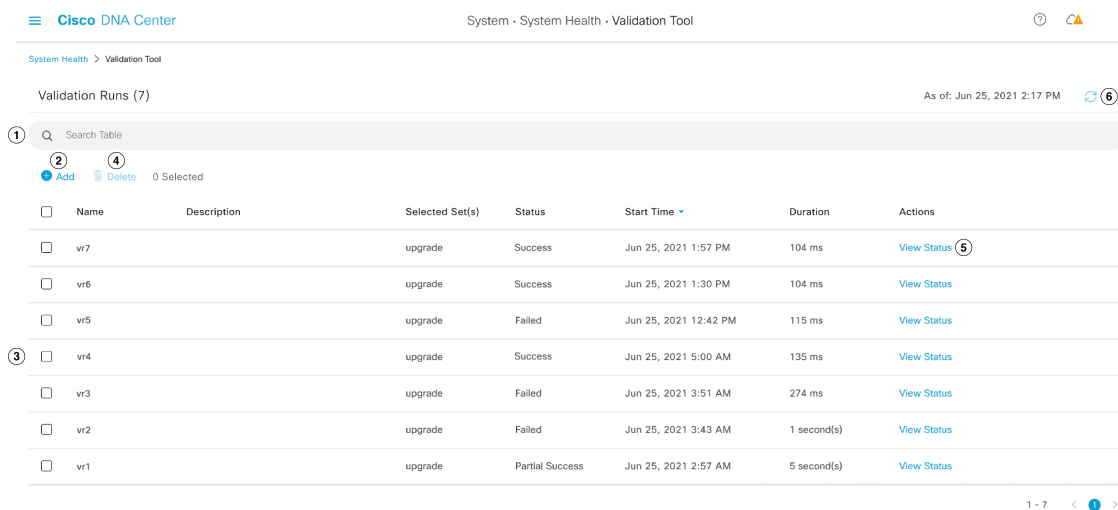 Cisco DNA Center
System · System Health · Validation Tool
System Health > Validation Tool
Validation Runs (7)
As of: Jun 25, 2021 2:17 PM 6
1 Search Table
2 4
Add Delete 0 Selected
Name Description Selected Set(s) Status Start Time Duration Actions
vr7 upgrade Success Jun 25, 2021 1:57 PM 104 ms View Status 5
vr6 upgrade Success Jun 25, 2021 1:30 PM 104 ms View Status
vr5 upgrade Failed Jun 25, 2021 12:42 PM 115 ms View Status
3 vr4 upgrade Success Jun 25, 2021 5:00 AM 135 ms View Status
vr3 upgrade Failed Jun 25, 2021 3:51 AM 274 ms View Status
vr2 upgrade Failed Jun 25, 2021 3:43 AM 1 second(s) View Status
vr1 upgrade Partial Success Jun 25, 2021 2:57 AM 5 second(s) View Status
1 - 7 < 1 >